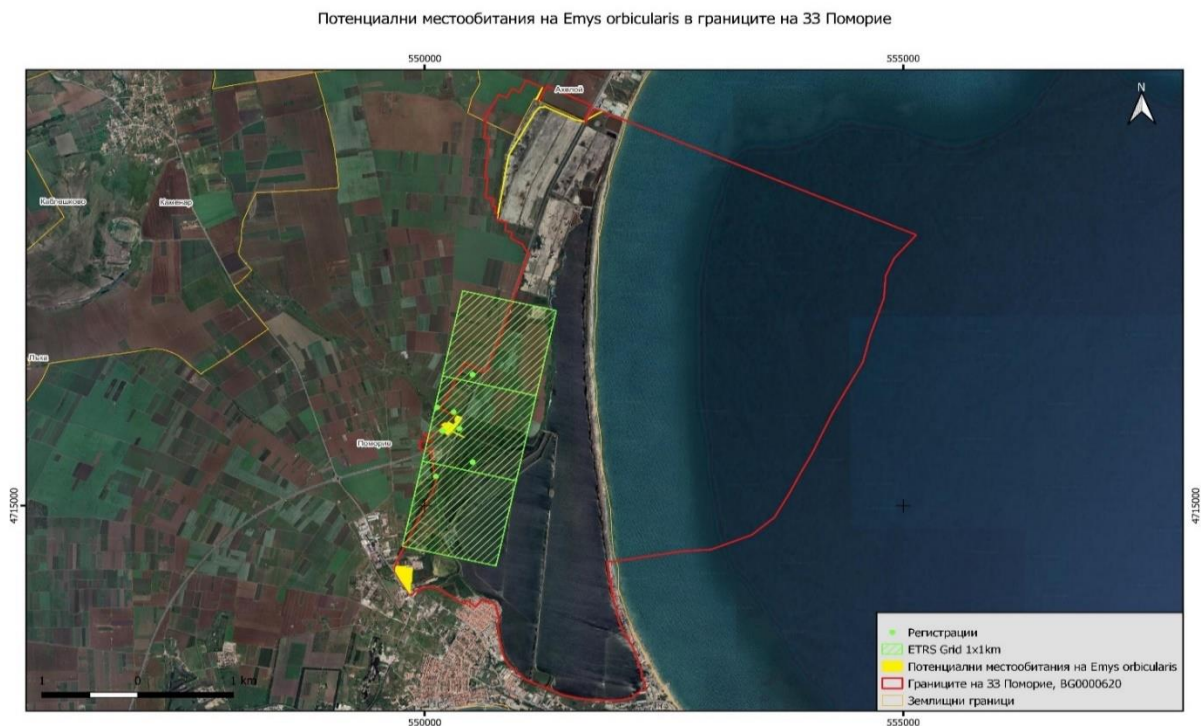 Потенциални местообитания на Emys orbicularis в границите на ЗЗ Поморие
550000
555000
Ахелой
N
Каблешково
Каменар
Лъка
Поморие
4715000
4715000
Регистрации
ETRS Grid 1x1km
Потенциални местообитания на Emys orbicularis
Границите на ЗЗ Поморие, BG0000620
Землищни граници
1
0
1 km
550000
555000